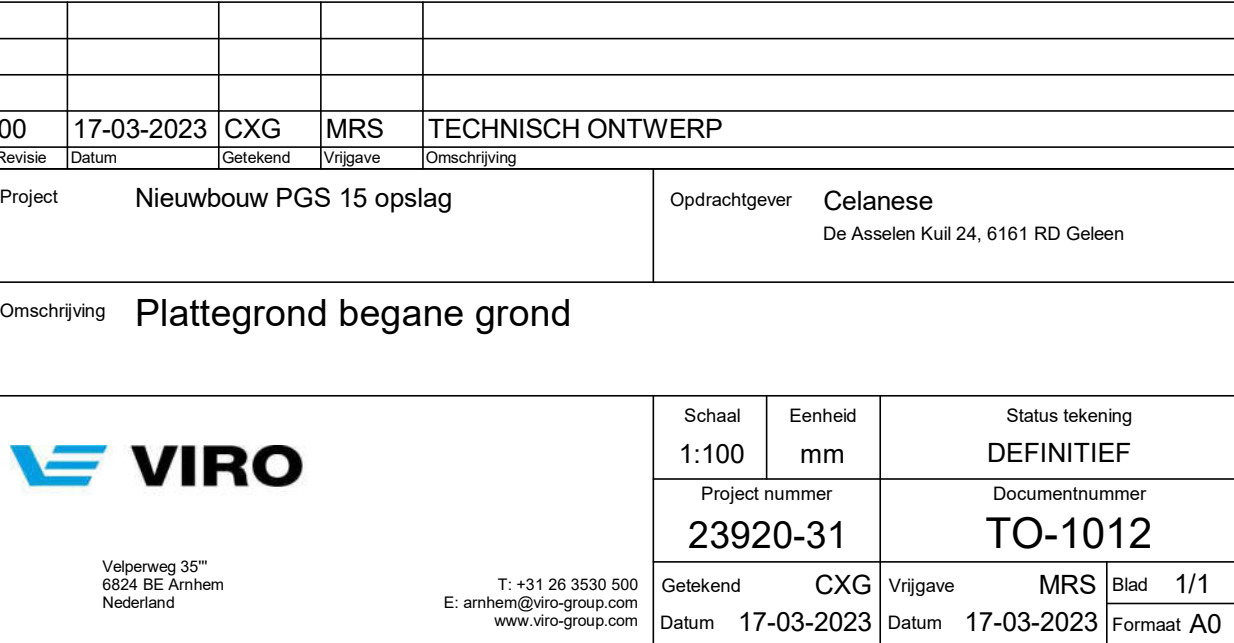 00 17-03-2023 CXG MRS TECHNISCH ONTWERP
Revisie Datum Getekend Vrijgave Omschrijving
Project Nieuwbouw PGS 15 opslag
Opdrachtgever Celanese
De Asselen Kuil 24, 6161 RD Geleen
Omschrijving Plattegrond begane grond
VIRO
Velperweg 35'"
6824 BE Arnhem
Nederland
T: +31 26 3530 500
E: arnhem@viro-group.com
www.viro-group.com
Schaal Eenheid Status tekening
1:100 mm DEFINITIEF
Project nummer Documentnummer
23920-31 TO-1012
Getekend CXG Vrijgave MRS Blad 1/1
Datum 17-03-2023 Datum 17-03-2023 Formaat A0